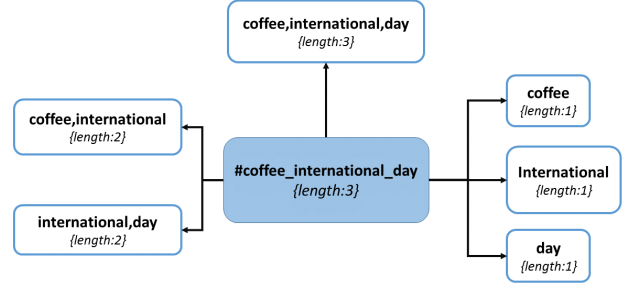 coffee,international,day
{length:3}
coffee,international
{length:2}
international,day
{length:2}
#coffee_international_day
{length:3}
coffee
{length:1}
International
{length:1}
day
{length:1}